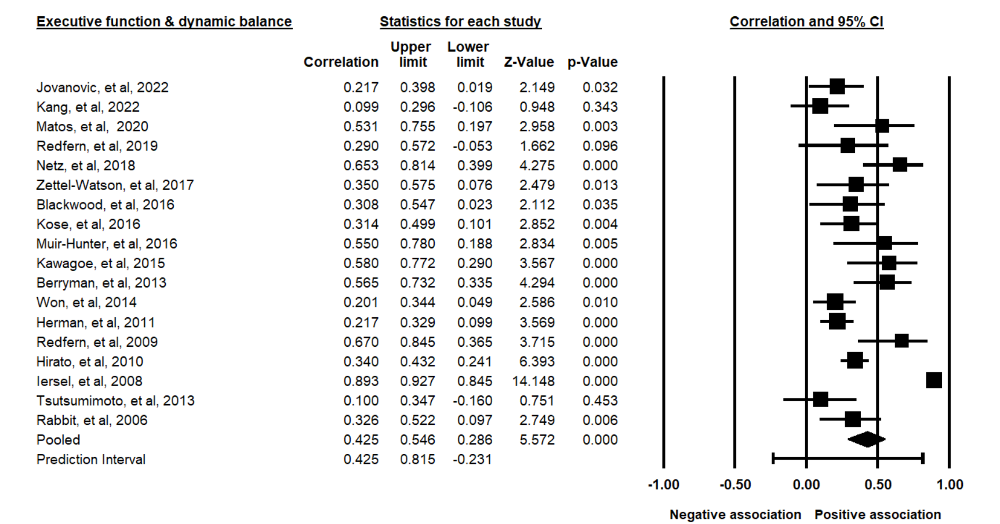 Executive function & dynamic balance Statistics for each study Correlation and 95% CI
Upper Lower
Correlation limit limit Z-Value p-Value
Jovanovic, et al, 2022 0.217 0.398 0.019 2.149 0.032
Kang, et al, 2022 0.099 0.296 -0.106 0.948 0.343
Matos, et al, 2020 0.531 0.755 0.197 2.958 0.003
Redfern, et al, 2019 0.290 0.572 -0.053 1.662 0.096
Netz, et al, 2018 0.653 0.814 0.399 4.275 0.000
Zettel-Watson, et al, 2017 0.350 0.575 0.076 2.479 0.013
Blackwood, et al, 2016 0.308 0.547 0.023 2.112 0.035
Kose, et al, 2016 0.314 0.499 0.101 2.852 0.004
Muir-Hunter, et al, 2016 0.550 0.780 0.188 2.834 0.005
Kawagoe, et al, 2015 0.580 0.772 0.290 3.567 0.000
Berryman, et al, 2013 0.565 0.732 0.335 4.294 0.000
Won, et al, 2014 0.201 0.344 0.049 2.586 0.010
Herman, et al, 2011 0.217 0.329 0.099 3.569 0.000
Redfern, et al, 2009 0.670 0.845 0.365 3.715 0.000
Hirato, et al, 2010 0.340 0.432 0.241 6.393 0.000
Iersel, et al, 2008 0.893 0.927 0.845 14.148 0.000
Tsutsumimoto, et al, 2013 0.100 0.347 -0.160 0.751 0.453
Rabbit, et al, 2006 0.326 0.522 0.097 2.749 0.006
Pooled 0.425 0.546 0.286 5.572 0.000
Prediction Interval 0.425 0.815 -0.231
-1.00 -0.50 0.00 0.50 1.00
Negative association Positive association